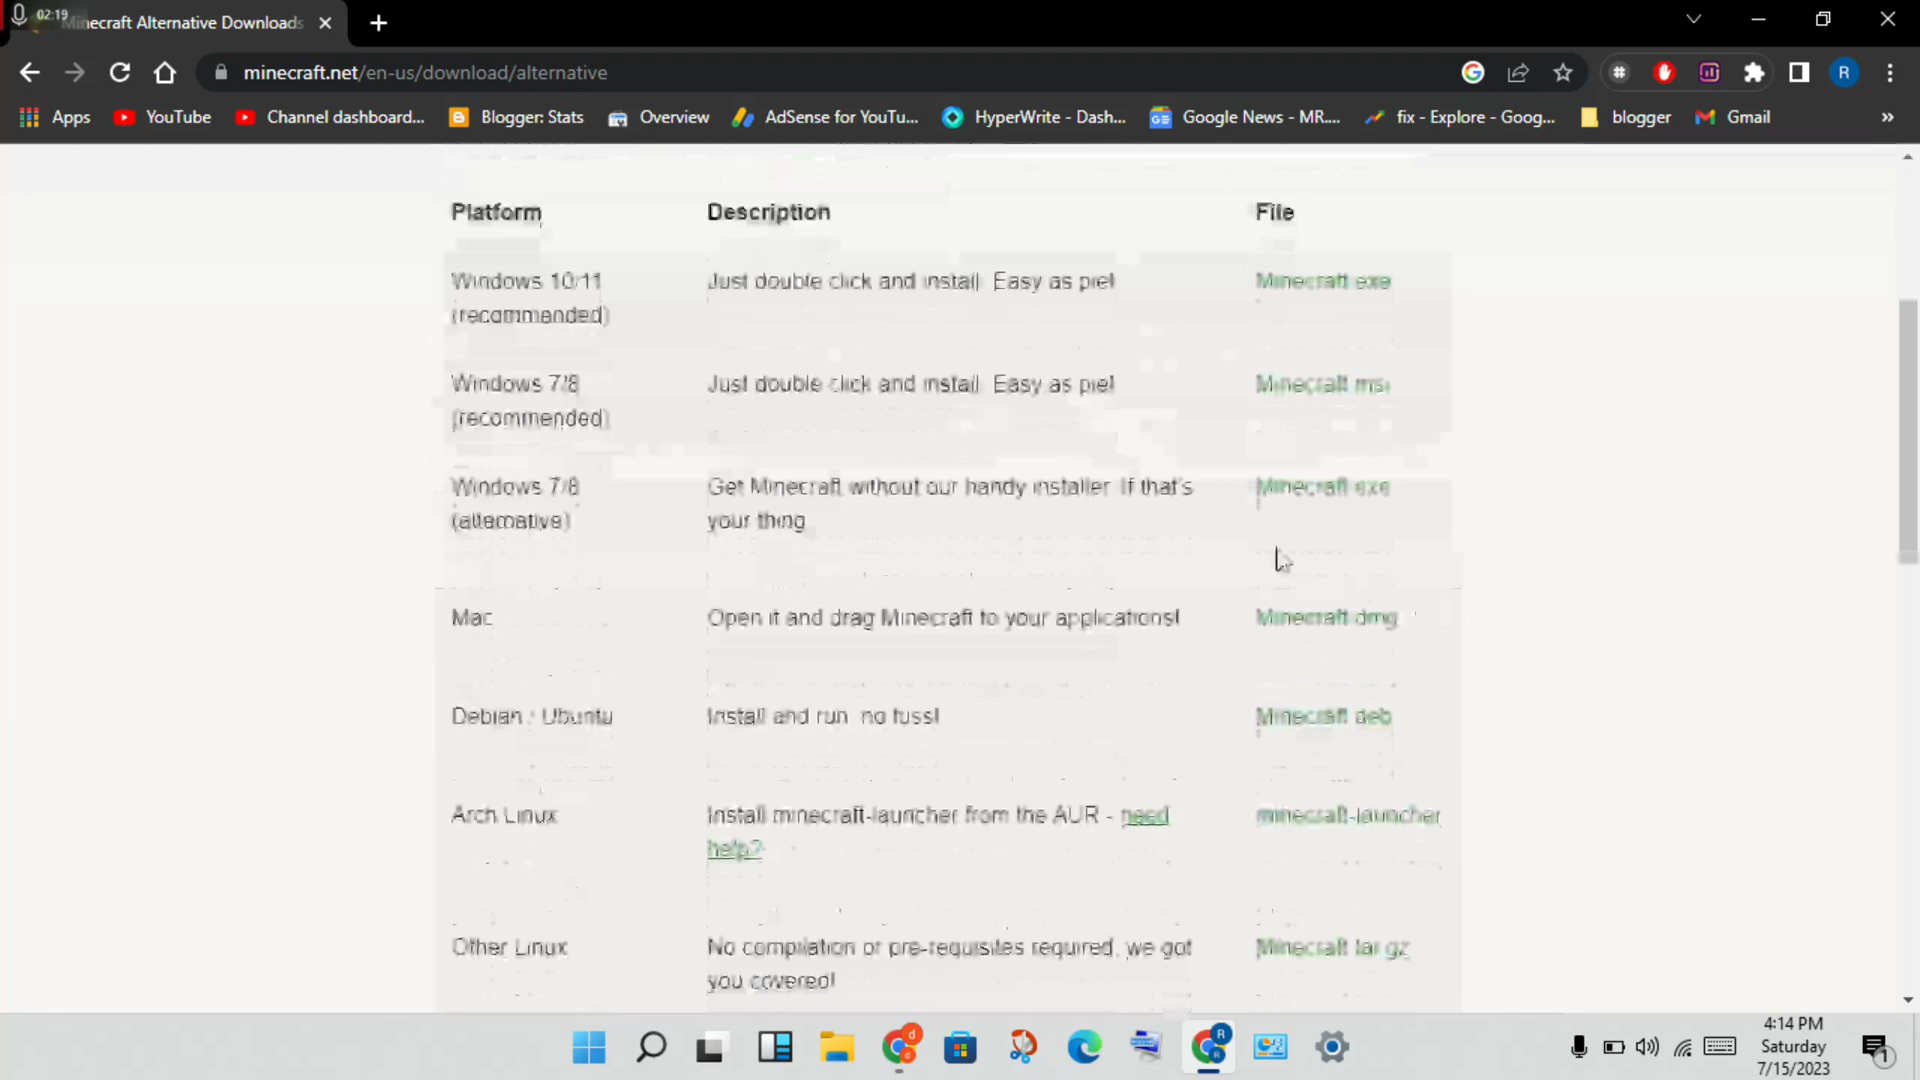 02:19
Minecraft Alternative Downloads
minecraft.net/en-us/download/alternative
R
Apps
YouTube
Channel dashboard...
Blogger: Stats
Overview
AdSense for YouTu...
HyperWrite - Dash...
Google News - MR....
fix - Explore - Goog...
blogger
Gmail
»
Platform Description File
Windows 10/11 Just double click and install. Easy as pie! Minecraft.exe
(recommended)
Windows 7/8 Just double click and install. Easy as pie! Minecraft.msi
(recommended)
Windows 7/8 Get Minecraft without our handy installer. If that's Minecraft.exe
(alternative) your thing.
Mac Open it and drag Minecraft to your applications! Minecraft.dmg
Debian / Ubuntu Install and run, no fuss! Minecraft.deb
Arch Linux Install minecraft-launcher from the AUR - need minecraft-launcher
help?
Other Linux No compilation or pre-requisites required, we got Minecraft.tar.gz
you covered!
4:14 PM
Saturday
7/15/2023
1